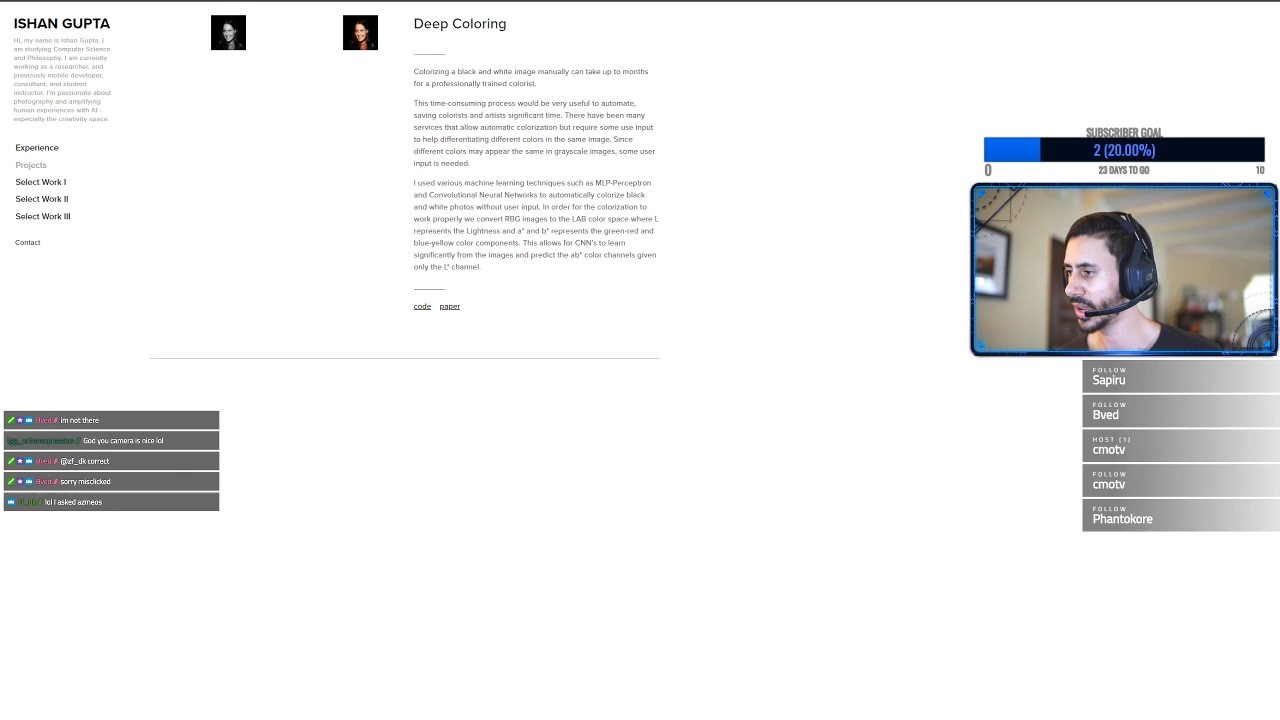 ISHAN GUPTA
Hi, my name is Ishan Gupta. I
am studying Computer Science
and Philosophy. I am currently
working as a researcher, and
previously mobile developer,
consultant, and student
instructor. I'm passionate about
photography and amplifying
human experiences with AI -
especially the creativity space.
Experience
Projects
Select Work I
Select Work II
Select Work III
Contact
Deep Coloring
Colorizing a black and white image manually can take up to months
for a professionally trained colorist.
This time-consuming process would be very useful to automate,
saving colorists and artists significant time. There have been many
services that allow automatic colorization but require some use input
to help differentiating different colors in the same image. Since
different colors may appear the same in grayscale images, some user
input is needed.
I used various machine learning techniques such as MLP-Perceptron
and Convolutional Neural Networks to automatically colorize black
and white photos without user input. In order for the colorization to
work properly we convert RBG images to the LAB color space where L
represents the Lightness and a* and b* represents the green-red and
blue-yellow color components. This allows for CNN's to learn
significantly from the images and predict the ab* color channels given
only the L* channel.
code paper
SUBSCRIBER GOAL
2 (20.00%)
0 23 DAYS TO GO 10
FOLLOW
Sapiru
FOLLOW
Bved
HOST (1)
cmotv
FOLLOW
cmotv
FOLLOW
Phantokore
Bved // im not there
// God you camera is nice lol
Bved // @zf_dk correct
Bved // sorry misclicked
zf_dk // lol I asked azmeos